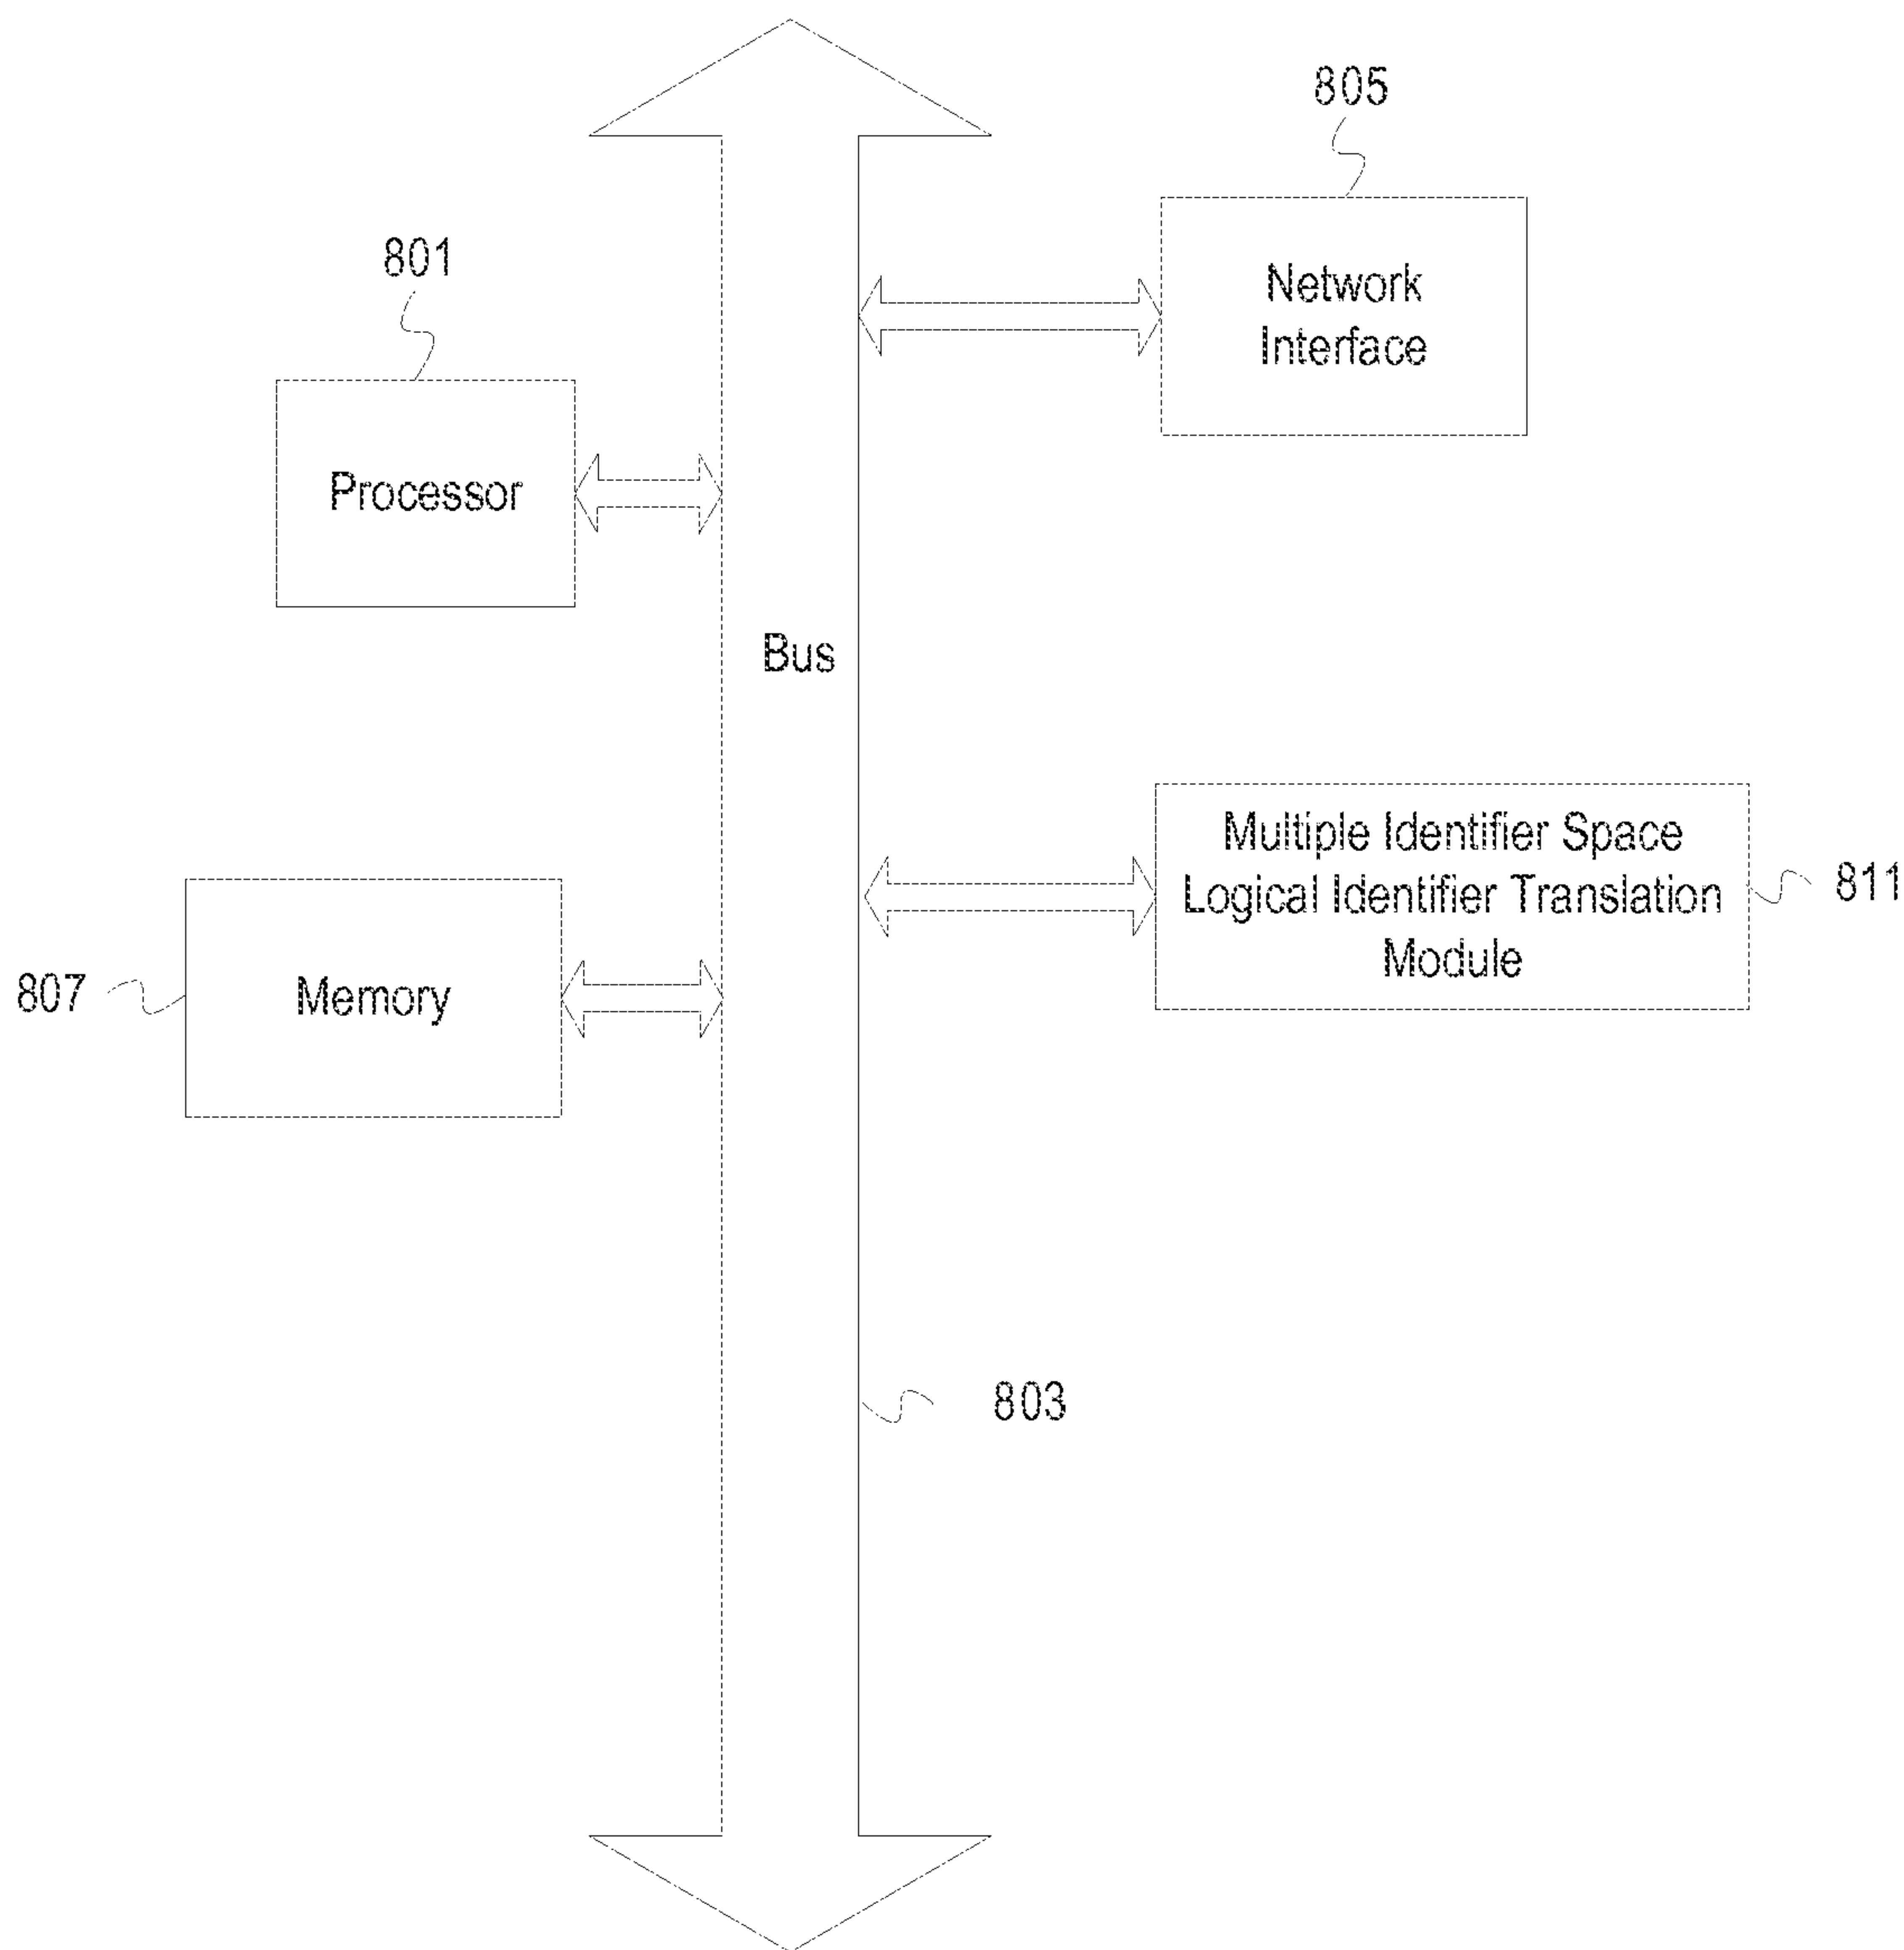 805
801
Network
Interface
Processor
Bus
Multiple Identifier Space
Logical Identifier Translation
Module
811
807
Memory
803